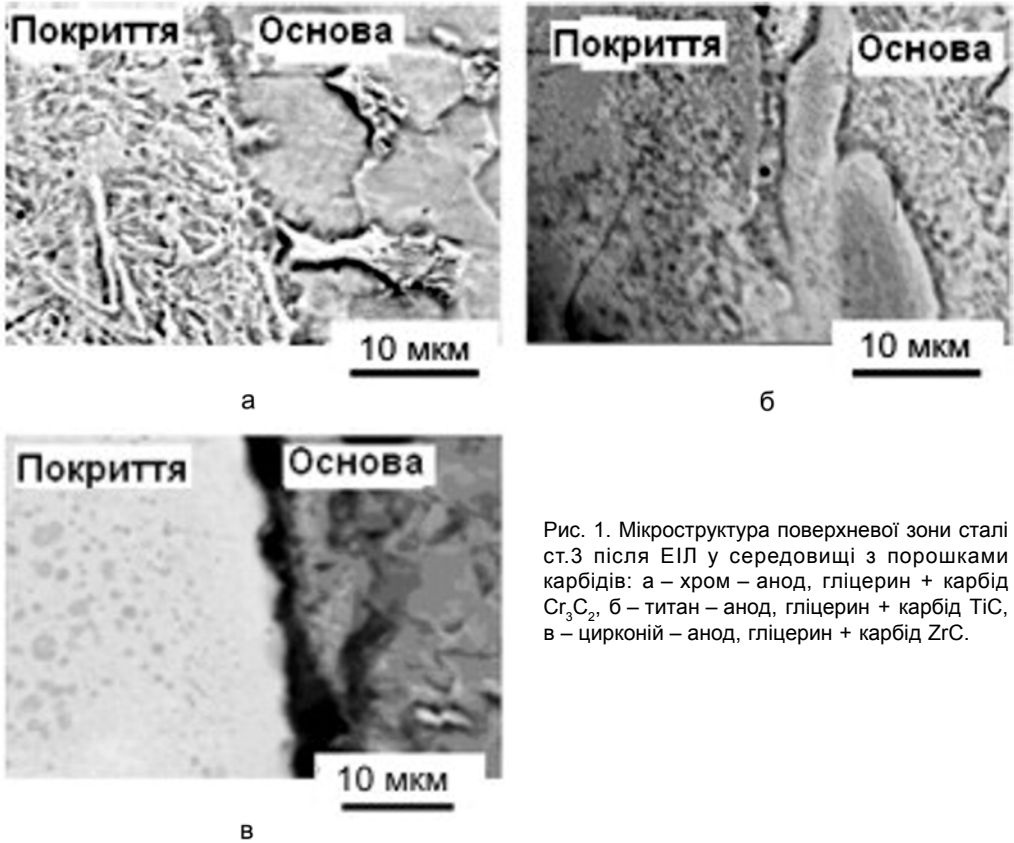 Покриття Основа
10 мкм
а
Покриття Основа
10 мкм
б
Покриття Основа
10 мкм
в
Рис. 1. Мікроструктура поверхневої зони сталі
ст.3 після ЕІЛ у середовищі з порошками
карбідів: а – хром – анод, гліцерин + карбід
Cr₃C₂, б – титан – анод, гліцерин + карбід TiC,
в – цирконій – анод, гліцерин + карбід ZrC.